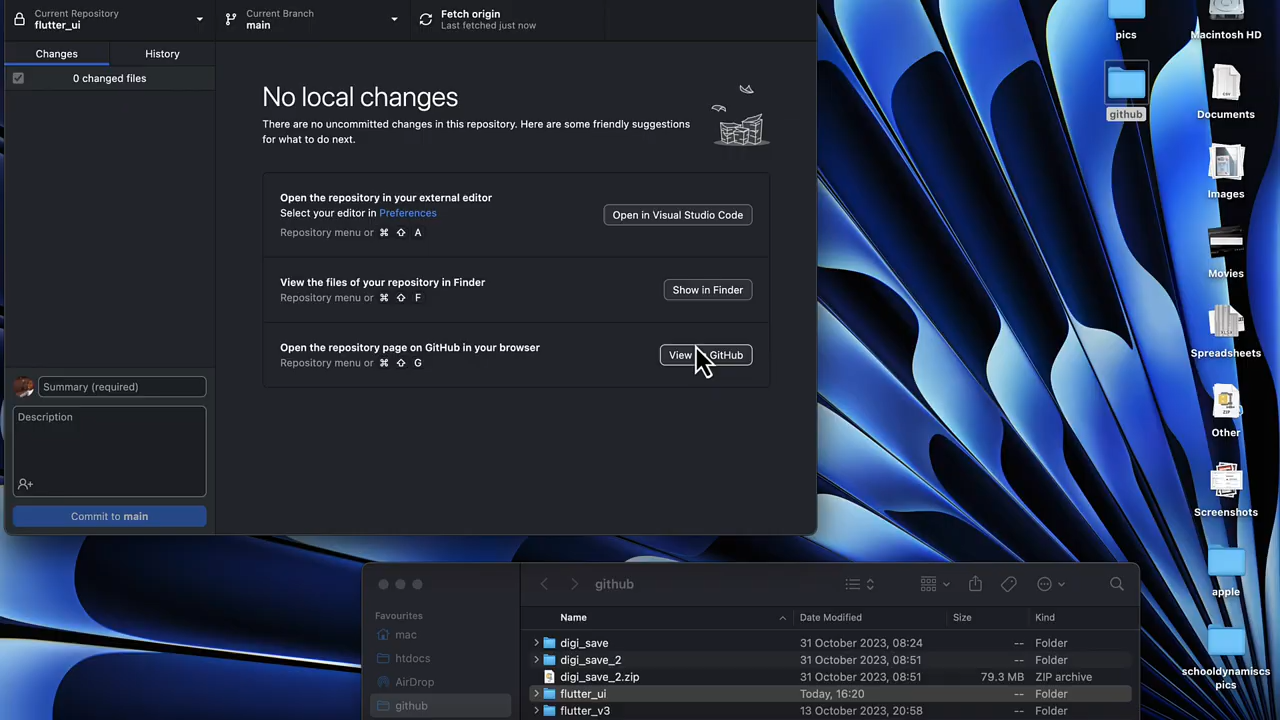 Current Repository
flutter_ui
Current Branch
main
Fetch origin
Last fetched just now
Changes
History
0 changed files
No local changes
There are no uncommitted changes in this repository. Here are some friendly suggestions
for what to do next.
Open the repository in your external editor
Select your editor in Preferences
Repository menu or ⌘ ⇧ A
Open in Visual Studio Code
View the files of your repository in Finder
Repository menu or ⌘ ⇧ F
Show in Finder
Open the repository page on GitHub in your browser
Repository menu or ⌘ ⇧ G
View GitHub
Summary (required)
Description
Commit to main
pics
github
Macintosh HD
CSV
Documents
Images
Movies
XLSX
Spreadsheets
ZIP
Other
Screenshots
apple
schooldynamiscs
pics
github
Favourites
mac
htdocs
AirDrop
github
Name
Date Modified
Size
Kind
digi_save
31 October 2023, 08:24
--
Folder
digi_save_2
31 October 2023, 08:51
--
Folder
digi_save_2.zip
31 October 2023, 08:51
79.3 MB
ZIP archive
flutter_ui
Today, 16:20
--
Folder
flutter_v3
13 October 2023, 20:58
--
Folder